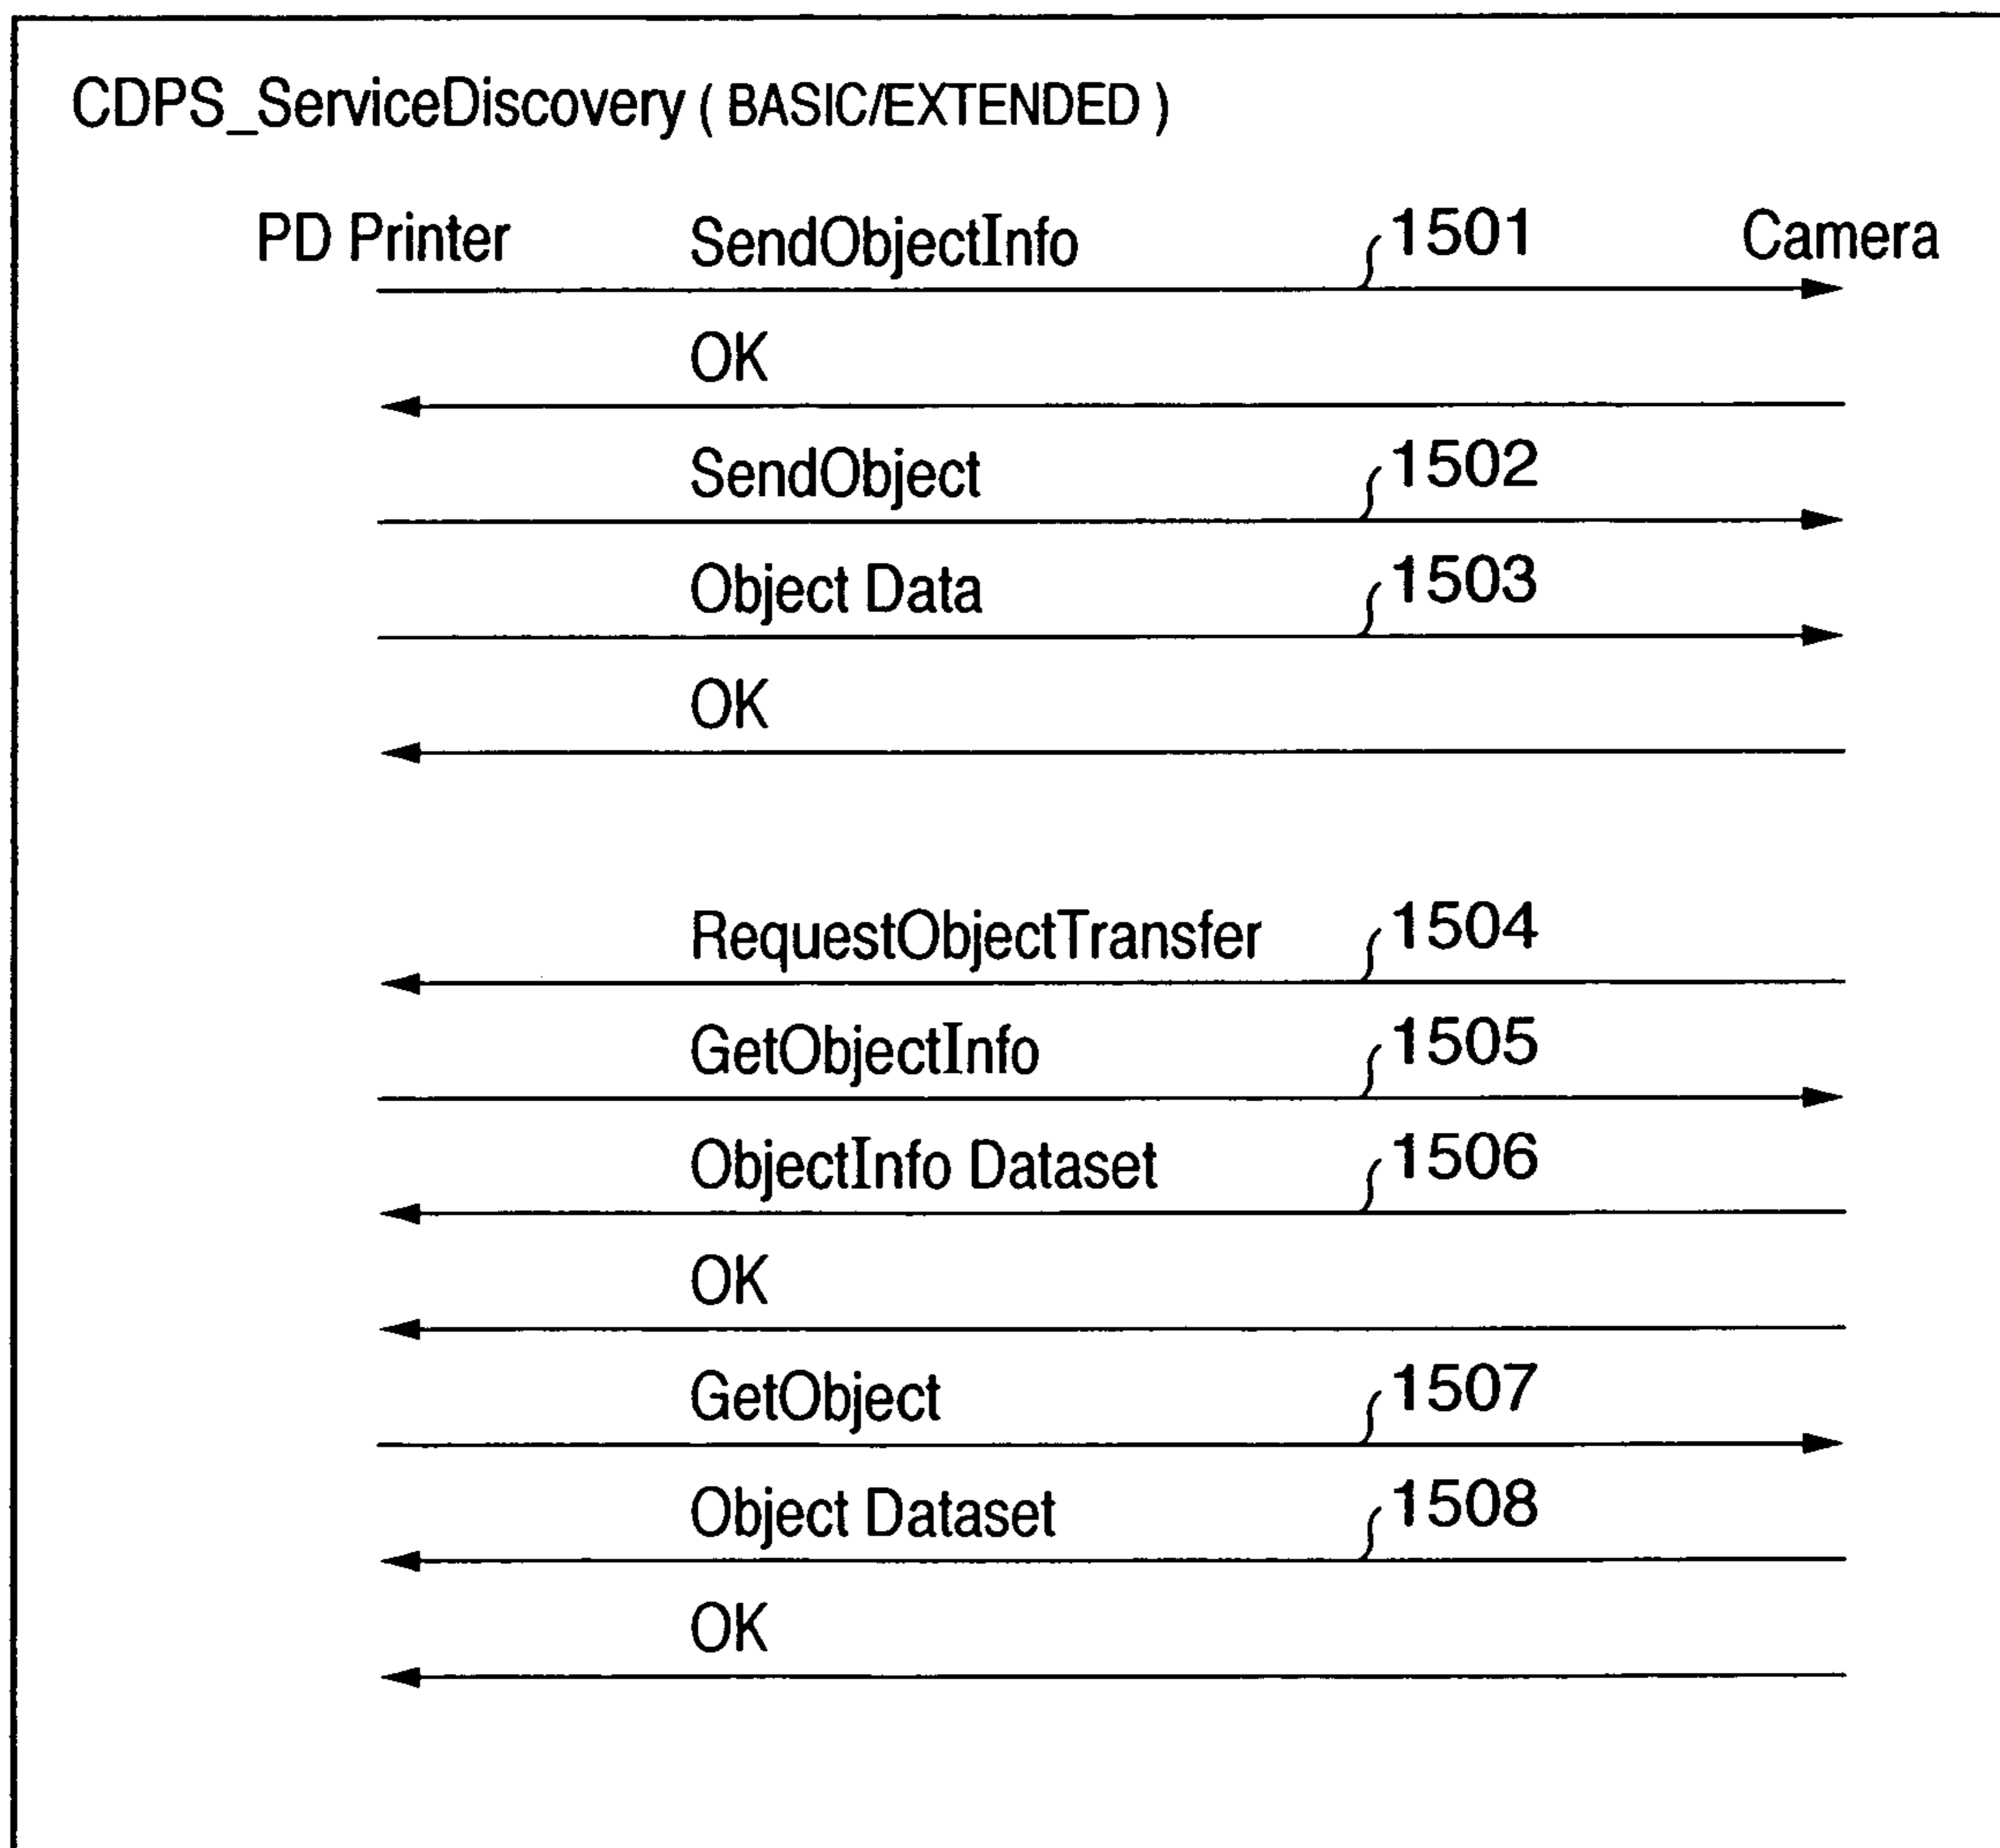 CDPS_ServiceDiscovery ( BASIC/EXTENDED )
PD Printer SendObjectInfo 1501 Camera
OK
SendObject 1502
Object Data 1503
OK
RequestObjectTransfer 1504
GetObjectInfo 1505
ObjectInfo Dataset 1506
OK
GetObject 1507
Object Dataset 1508
OK